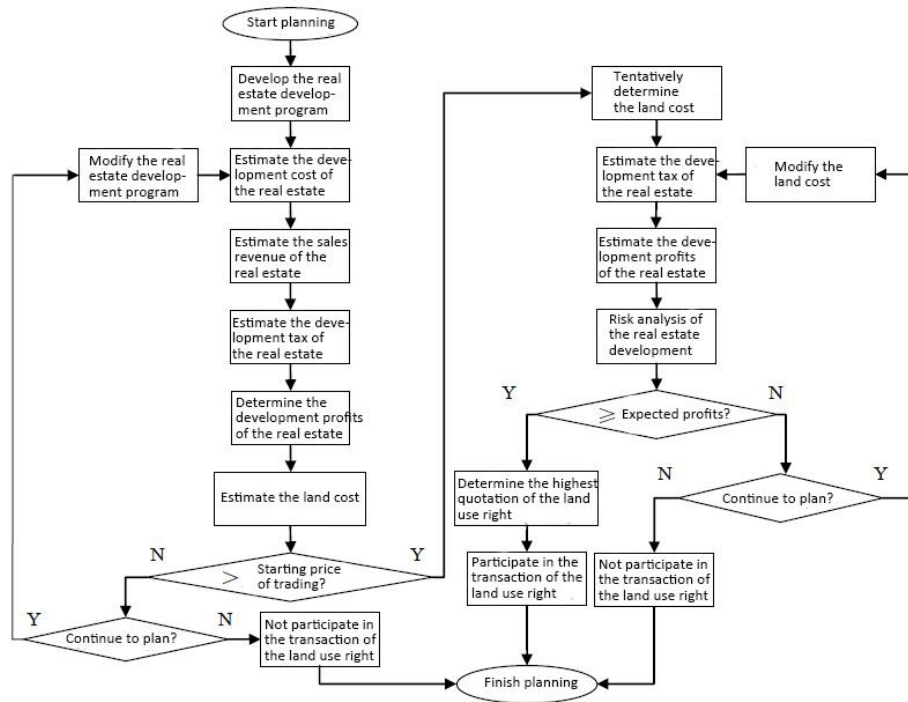 Start planning
Develop the real
estate develop-
ment program
Modify the real
estate develop-
ment program
Estimate the deve-
lopment cost of
the real estate
Estimate the sales
revenue of the
real estate
Estimate the deve-
lopment tax of
the real estate
Determine the
development profits
of the real estate
Estimate the land cost
N
Y
> Starting price
of trading?
Y
Continue to plan?
N
Not participate in
the transaction of
the land use right
Tentatively
determine
the land cost
Estimate the deve-
lopment tax of
the real estate
Modify the
land cost
Estimate the deve-
lopment profits
of the real estate
Risk analysis of
the real estate
development
Y
N
⩾ Expected profits?
Determine the highest
quotation of the land
use right
N
Continue to plan?
Y
Participate in the
transaction of the
land use right
Not participate in
the transaction of
the land use right
Finish planning